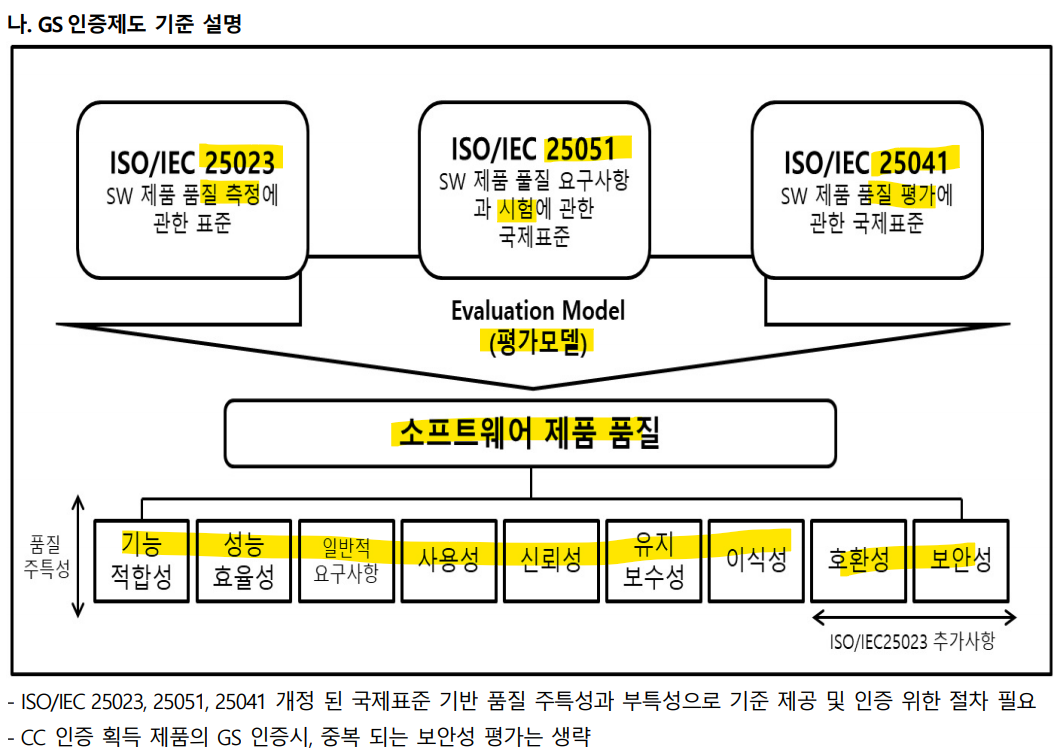 나. GS 인증제도 기준 설명
ISO/IEC 25023
SW 제품 품질 측정에
관한 표준
ISO/IEC 25051
SW 제품 품질 요구사항
과 시험에 관한
국제표준
ISO/IEC 25041
SW 제품 품질 평가에
관한 국제표준
Evaluation Model
(평가모델)
소프트웨어 제품 품질
품질
주특성
기능
적합성
성능
효율성
일반적
요구사항
사용성
신뢰성
유지
보수성
이식성
호환성
보안성
ISO/IEC25023 추가사항
- ISO/IEC 25023, 25051, 25041 개정 된 국제표준 기반 품질 주특성과 부특성으로 기준 제공 및 인증 위한 절차 필요
- CC 인증 획득 제품의 GS 인증시, 중복 되는 보안성 평가는 생략